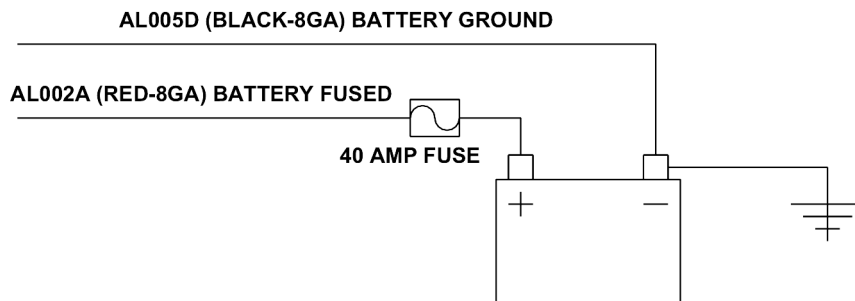 AL005D (BLACK-8GA) BATTERY GROUND
AL002A (RED-8GA) BATTERY FUSED
40 AMP FUSE
+ −